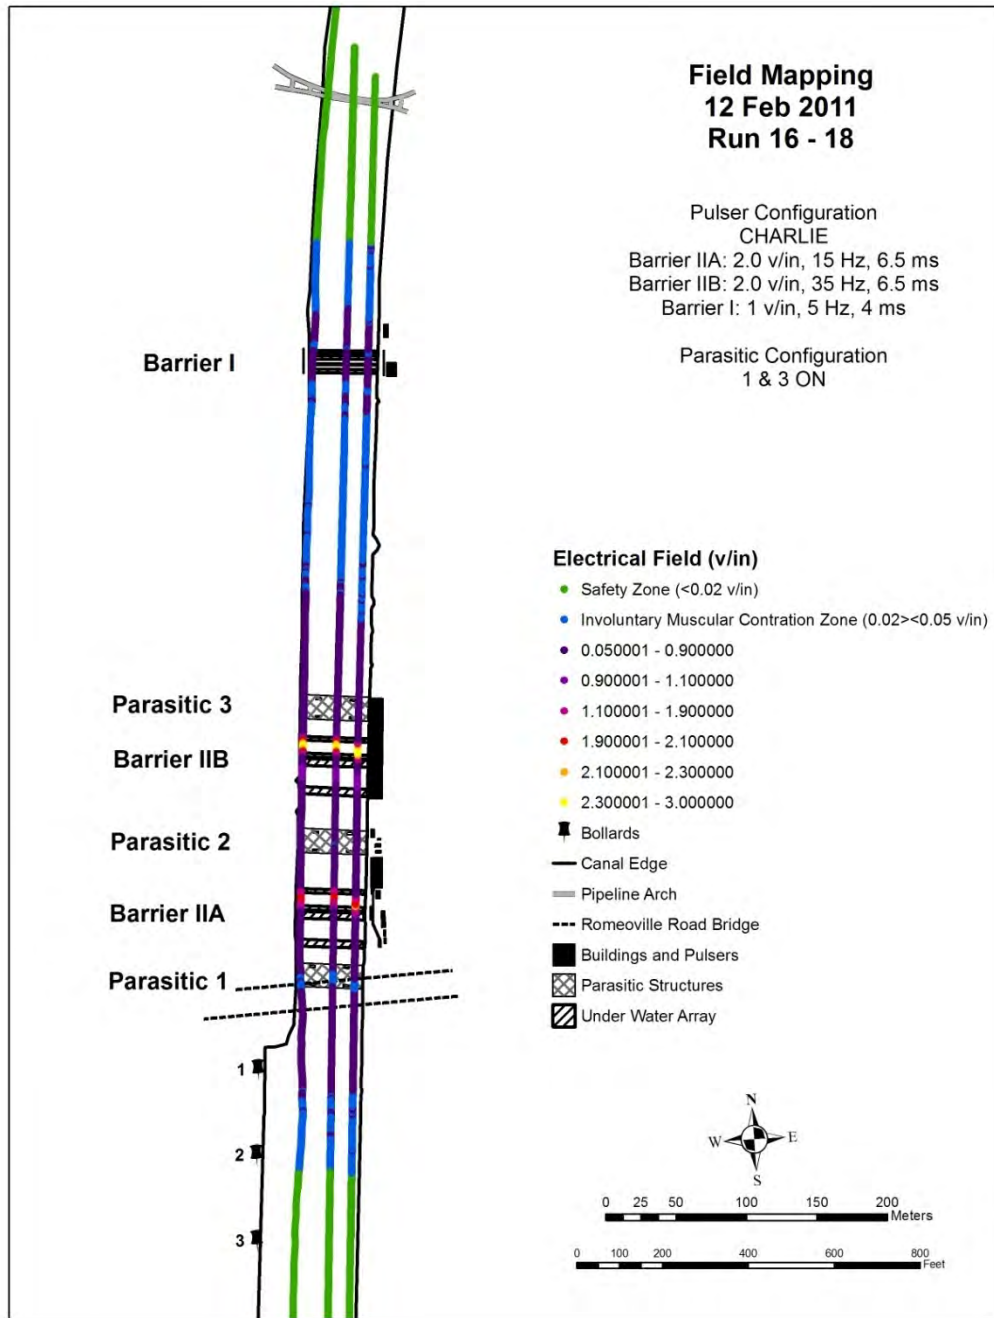 Field Mapping
12 Feb 2011
Run 16 - 18
Pulser Configuration
CHARLIE
Barrier IIA: 2.0 v/in, 15 Hz, 6.5 ms
Barrier IIB: 2.0 v/in, 35 Hz, 6.5 ms
Barrier I: 1 v/in, 5 Hz, 4 ms
Parasitic Configuration
1 & 3 ON
Barrier I
Parasitic 3
Barrier IIB
Parasitic 2
Barrier IIA
Parasitic 1
1
2
3
Electrical Field (v/in)
Safety Zone (<0.02 v/in)
Involuntary Muscular Contration Zone (0.02><0.05 v/in)
0.050001 - 0.900000
0.900001 - 1.100000
1.100001 - 1.900000
1.900001 - 2.100000
2.100001 - 2.300000
2.300001 - 3.000000
Bollards
Canal Edge
Pipeline Arch
Romeoville Road Bridge
Buildings and Pulsers
Parasitic Structures
Under Water Array
N
W E
S
0 25 50 100 150 200
Meters
0 100 200 400 600 800
Feet